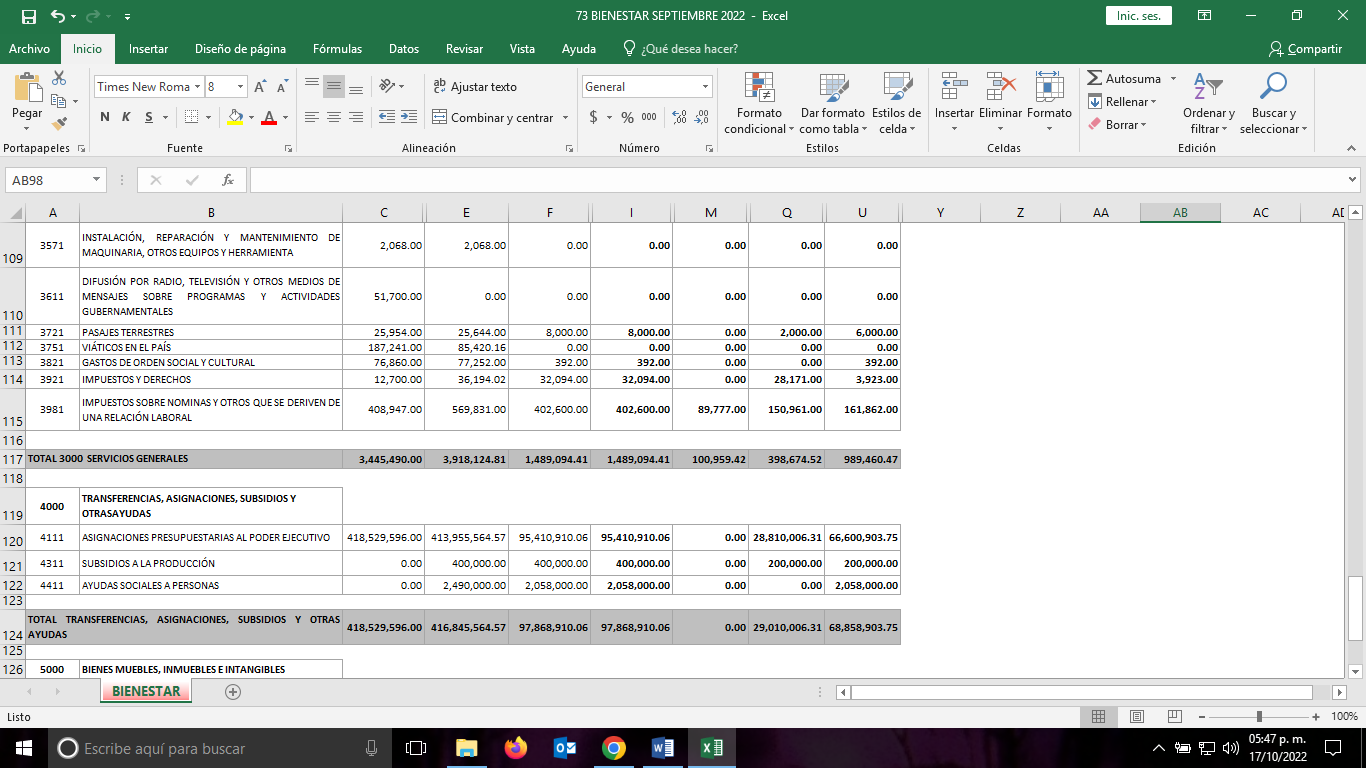 73 BIENESTAR SEPTIEMBRE 2022 - Excel
Inic. ses.
Archivo Inicio Insertar Diseño de página Fórmulas Datos Revisar Vista Ayuda ¿Qué desea hacer? Compartir
Pegar
Portapapeles
Times New Roma 8
N K S
Fuente
Ajustar texto
Combinar y centrar
Alineación
General
$ % 000
Número
Formato condicional
Dar formato como tabla
Estilos de celda
Estilos
Insertar Eliminar Formato
Celdas
Autosuma
Rellenar
Borrar
Ordenar y filtrar
Buscar y seleccionar
Edición
AB98 fx
A B C E F I M Q U Y Z AA AB AC AD
109 3571 INSTALACIÓN, REPARACIÓN Y MANTENIMIENTO DE 2,068.00 2,068.00 0.00 0.00 0.00 0.00 0.00
MAQUINARIA, OTROS EQUIPOS Y HERRAMIENTA
110 3611 DIFUSIÓN POR RADIO, TELEVISIÓN Y OTROS MEDIOS DE
MENSAJES SOBRE PROGRAMAS Y ACTIVIDADES 51,700.00 0.00 0.00 0.00 0.00 0.00 0.00
GUBERNAMENTALES
111 3721 PASAJES TERRESTRES 25,954.00 25,644.00 8,000.00 8,000.00 0.00 2,000.00 6,000.00
112 3751 VIÁTICOS EN EL PAÍS 187,241.00 85,420.16 0.00 0.00 0.00 0.00 0.00
113 3821 GASTOS DE ORDEN SOCIAL Y CULTURAL 76,860.00 77,252.00 392.00 392.00 0.00 0.00 392.00
114 3921 IMPUESTOS Y DERECHOS 12,700.00 36,194.02 32,094.00 32,094.00 0.00 28,171.00 3,923.00
115 3981 IMPUESTOS SOBRE NOMINAS Y OTROS QUE SE DERIVEN DE 408,947.00 569,831.00 402,600.00 402,600.00 89,777.00 150,961.00 161,862.00
UNA RELACIÓN LABORAL
116
117 TOTAL 3000 SERVICIOS GENERALES 3,445,490.00 3,918,124.81 1,489,094.41 1,489,094.41 100,959.42 398,674.52 989,460.47
118
119 4000 TRANSFERENCIAS, ASIGNACIONES, SUBSIDIOS Y
OTRASAYUDAS
120 4111 ASIGNACIONES PRESUPUESTARIAS AL PODER EJECUTIVO 418,529,596.00 413,955,564.57 95,410,910.06 95,410,910.06 0.00 28,810,006.31 66,600,903.75
121 4311 SUBSIDIOS A LA PRODUCCIÓN 0.00 400,000.00 400,000.00 400,000.00 0.00 200,000.00 200,000.00
122 4411 AYUDAS SOCIALES A PERSONAS 0.00 2,490,000.00 2,058,000.00 2,058,000.00 0.00 0.00 2,058,000.00
123
124 TOTAL TRANSFERENCIAS, ASIGNACIONES, SUBSIDIOS Y OTRAS 418,529,596.00 416,845,564.57 97,868,910.06 97,868,910.06 0.00 29,010,006.31 68,858,903.75
AYUDAS
125
126 5000 BIENES MUEBLES, INMUEBLES E INTANGIBLES
BIENESTAR
Listo
100%
Escribe aquí para buscar
05:47 p. m.
17/10/2022